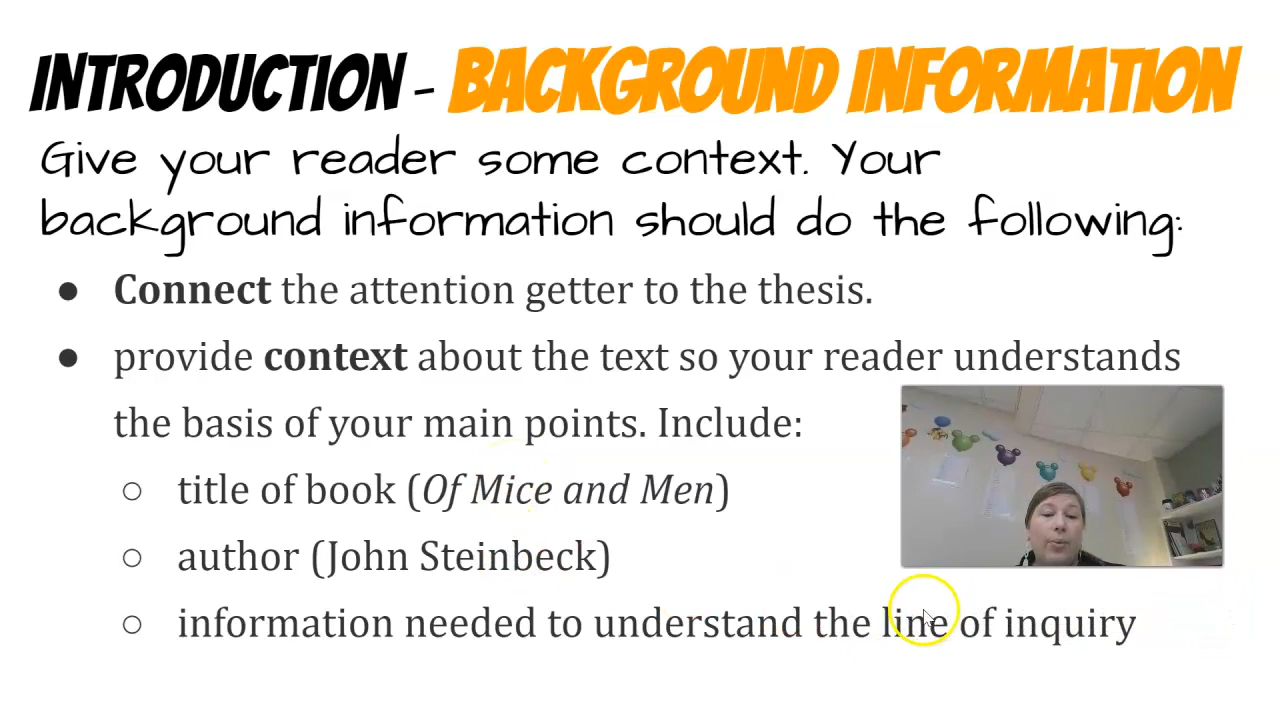 INTRODUCTION - BACKGROUND INFORMATION
Give your reader some context. Your
background information should do the following:
● Connect the attention getter to the thesis.
● provide context about the text so your reader understands
the basis of your main points. Include:
○ title of book (Of Mice and Men)
○ author (John Steinbeck)
○ information needed to understand the line of inquiry